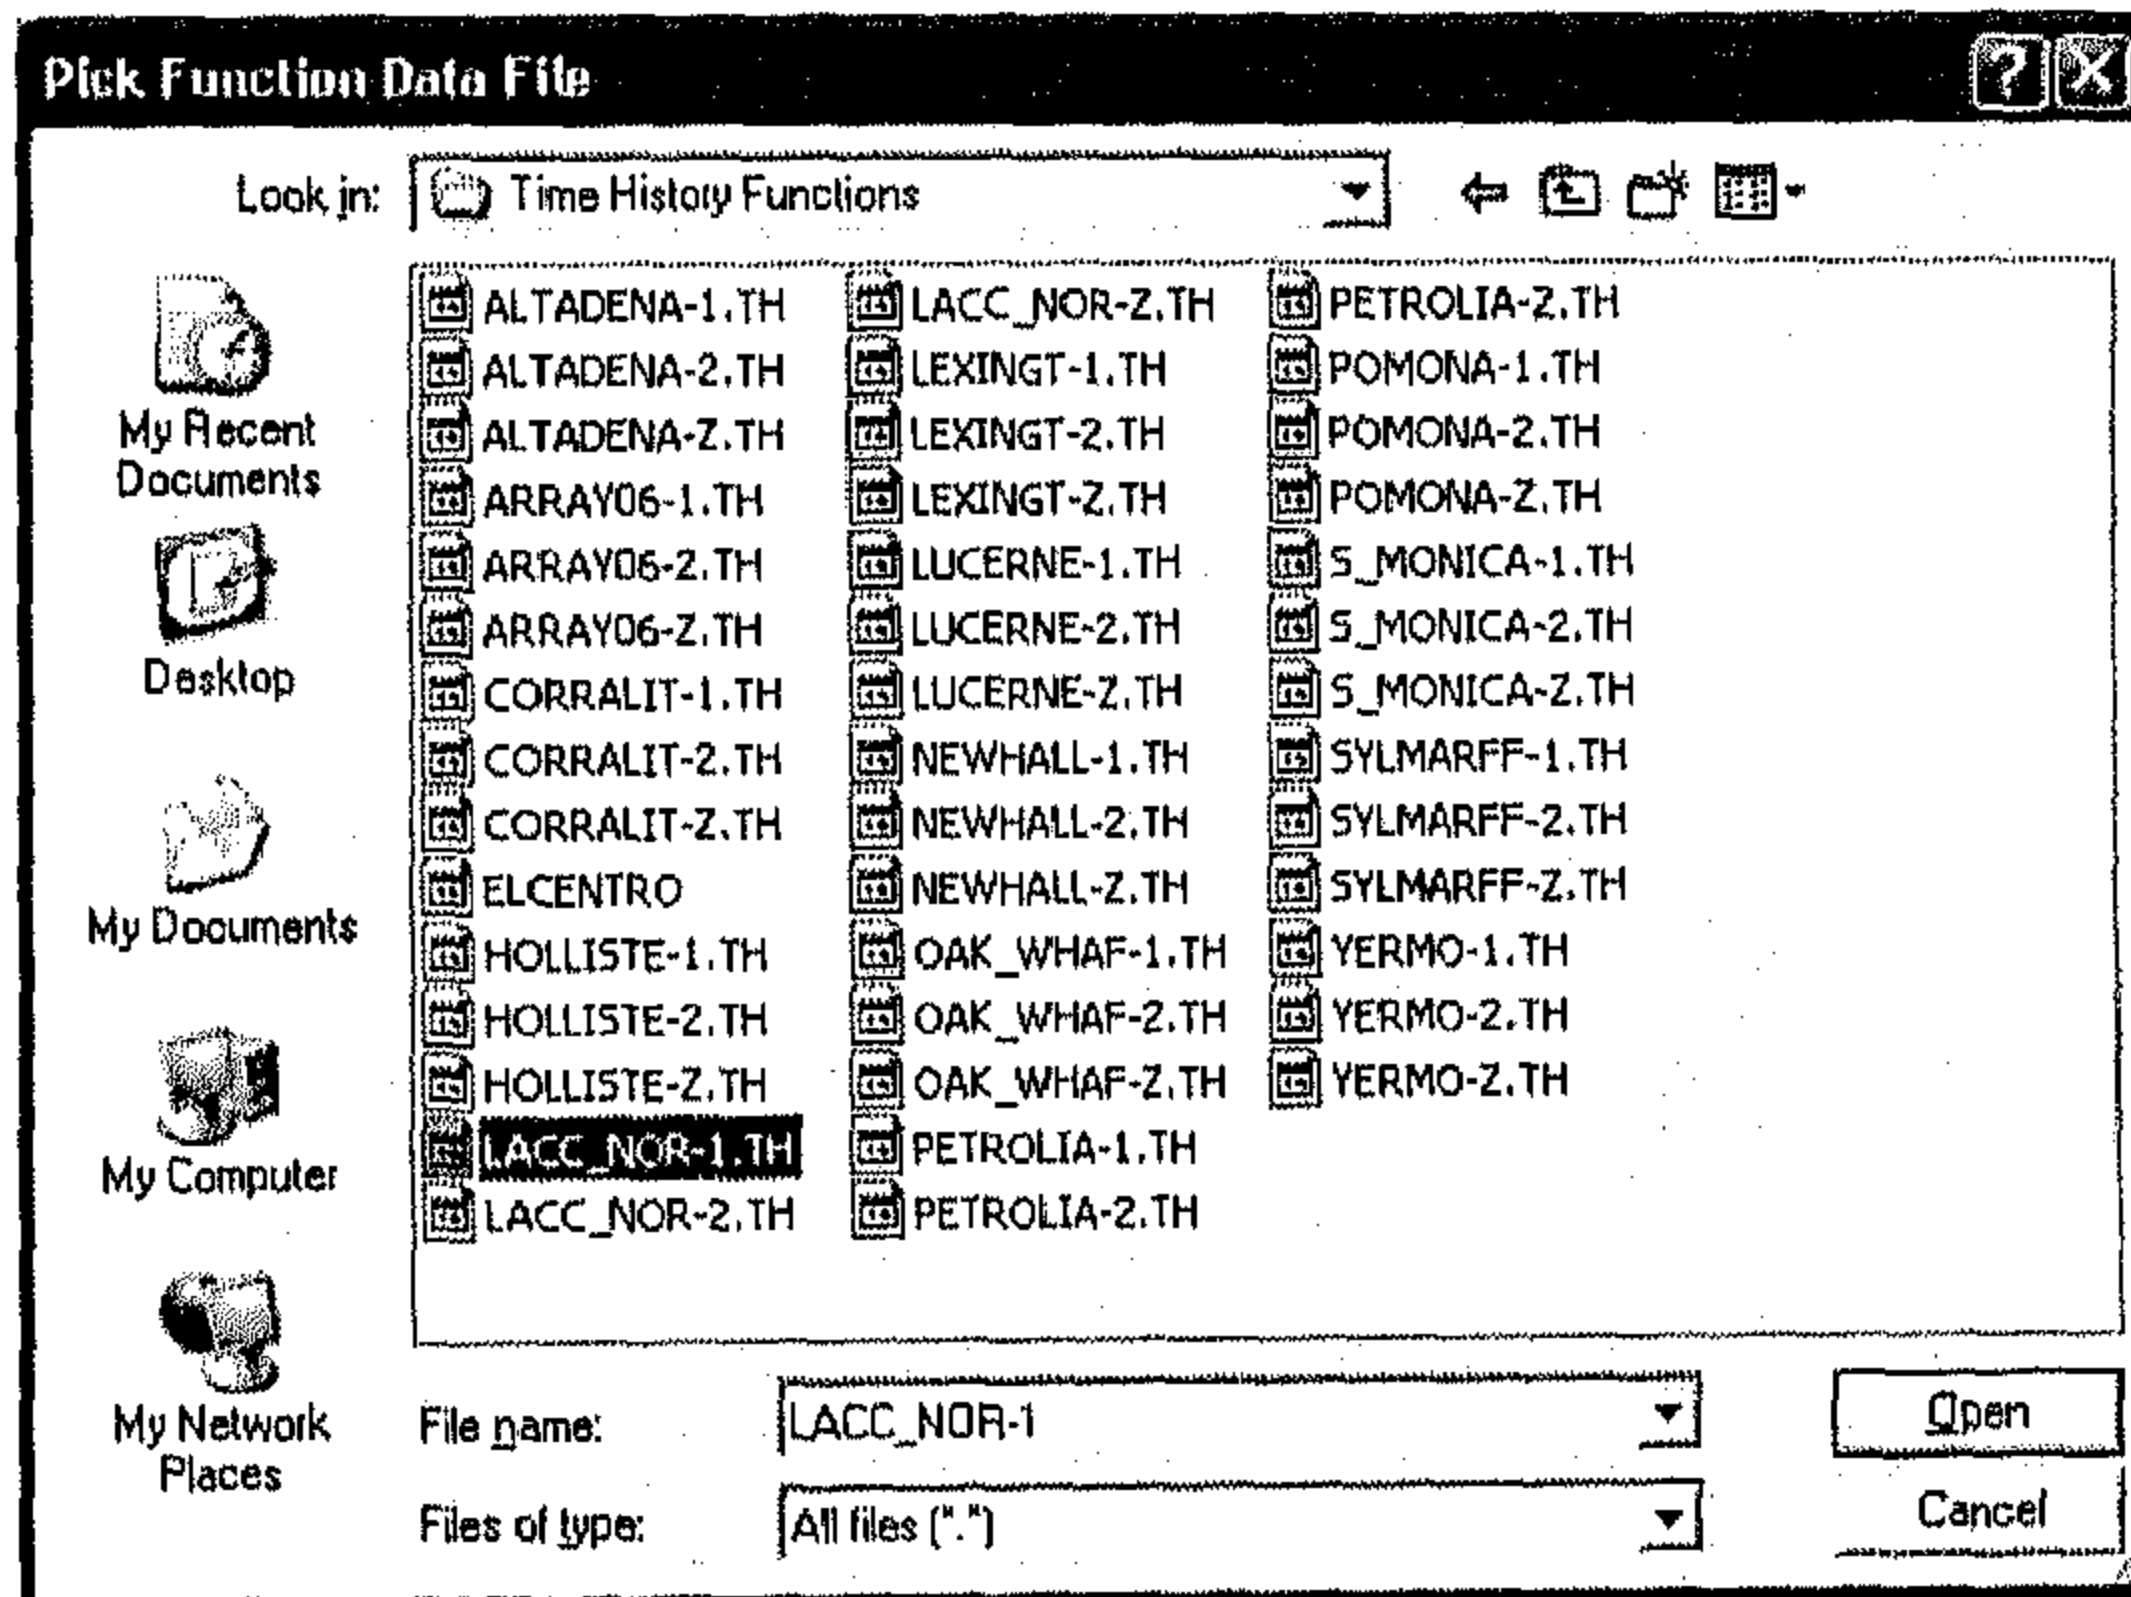 Pick Function Data File
Look in: Time History Functions
My Recent
Documents
Desktop
My Documents
My Computer
My Network
Places
ALTADENA-1.TH
ALTADENA-2.TH
ALTADENA-Z.TH
ARRAY06-1.TH
ARRAY06-2.TH
ARRAY06-Z.TH
CORRALIT-1.TH
CORRALIT-2.TH
CORRALIT-Z.TH
ELCENTRO
HOLLISTE-1.TH
HOLLISTE-2.TH
HOLLISTE-Z.TH
LACC_NOR-1.TH
LACC_NOR-2.TH
LACC_NOR-Z.TH
LEXINGT-1.TH
LEXINGT-2.TH
LEXINGT-Z.TH
LUCERNE-1.TH
LUCERNE-2.TH
LUCERNE-Z.TH
NEWHALL-1.TH
NEWHALL-2.TH
NEWHALL-Z.TH
OAK_WHAF-1.TH
OAK_WHAF-2.TH
OAK_WHAF-Z.TH
PETROLIA-1.TH
PETROLIA-2.TH
PETROLIA-Z.TH
POMONA-1.TH
POMONA-2.TH
POMONA-Z.TH
S_MONICA-1.TH
S_MONICA-2.TH
S_MONICA-Z.TH
SYLMARFF-1.TH
SYLMARFF-2.TH
SYLMARFF-Z.TH
YERMO-1.TH
YERMO-2.TH
YERMO-Z.TH
File name: LACC_NOR-1
Open
Files of type: All files (*.*)
Cancel